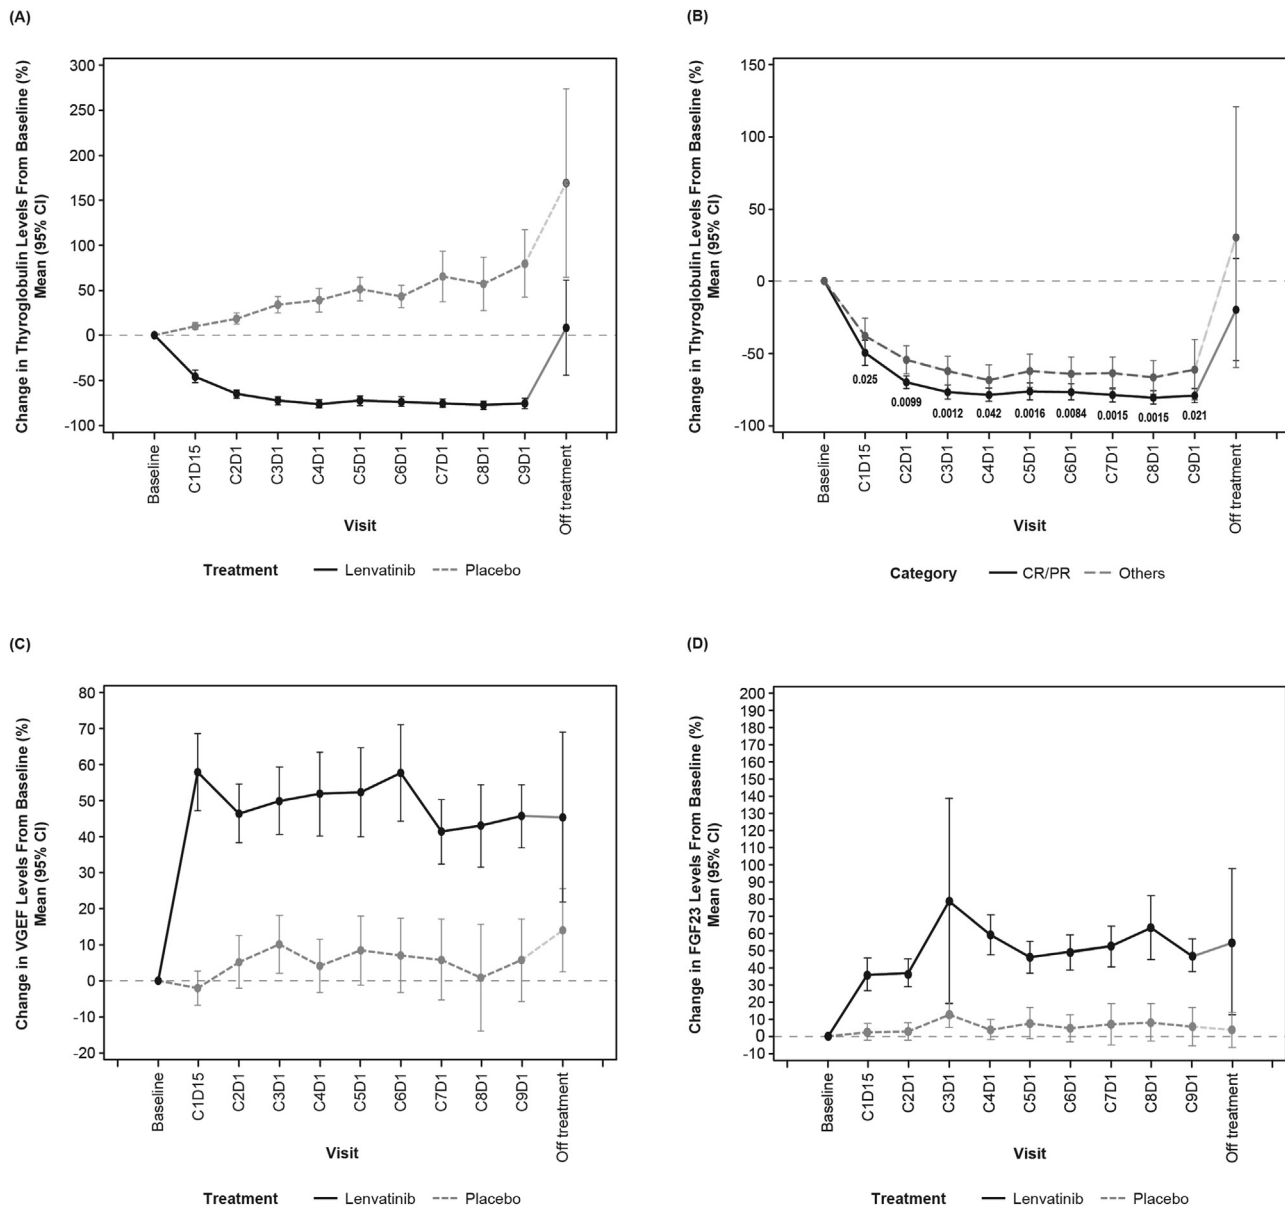 (A)
Change in Thyroglobulin Levels From Baseline (%)
Mean (95% CI)
300
250
200
150
100
50
0
-50
-100
Baseline
C1D15
C2D1
C3D1
C4D1
C5D1
C6D1
C7D1
C8D1
C9D1
Off treatment
Visit
Treatment Lenvatinib Placebo
(B)
Change in Thyroglobulin Levels From Baseline (%)
Mean (95% CI)
150
100
50
0
-50
-100
0.025
0.0099
0.0012
0.042
0.0016
0.0084
0.0015
0.0015
0.021
Baseline
C1D15
C2D1
C3D1
C4D1
C5D1
C6D1
C7D1
C8D1
C9D1
Off treatment
Visit
Category CR/PR Others
(C)
Change in VGEF Levels From Baseline (%)
Mean (95% CI)
80
70
60
50
40
30
20
10
0
-10
-20
Baseline
C1D15
C2D1
C3D1
C4D1
C5D1
C6D1
C7D1
C8D1
C9D1
Off treatment
Visit
Treatment Lenvatinib Placebo
(D)
Change in FGF23 Levels From Baseline (%)
Mean (95% CI)
200
190
180
170
160
150
140
130
120
110
100
90
80
70
60
50
40
30
20
10
0
-10
Baseline
C1D15
C2D1
C3D1
C4D1
C5D1
C6D1
C7D1
C8D1
C9D1
Off treatment
Visit
Treatment Lenvatinib Placebo